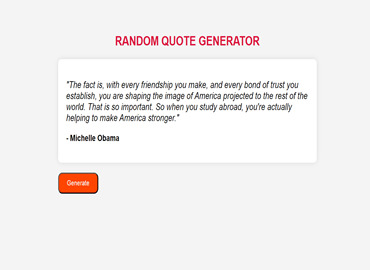 RANDOM QUOTE GENERATOR
"The fact is, with every friendship you make, and every bond of trust you
establish, you are shaping the image of America projected to the rest of the
world. That is so important. So when you study abroad, you're actually
helping to make America stronger."
- Michelle Obama
Generate